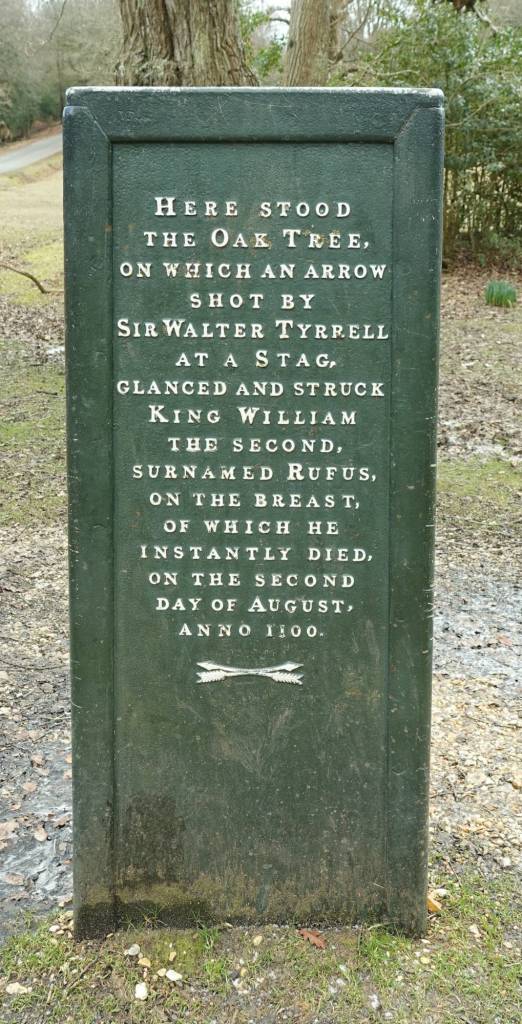 HERE STOOD
THE OAK TREE,
ON WHICH AN ARROW
SHOT BY
SIR WALTER TYRRELL
AT A STAG,
GLANCED AND STRUCK
KING WILLIAM
THE SECOND,
SURNAMED RUFUS,
ON THE BREAST,
OF WHICH HE
INSTANTLY DIED,
ON THE SECOND
DAY OF AUGUST,
ANNO 1100.